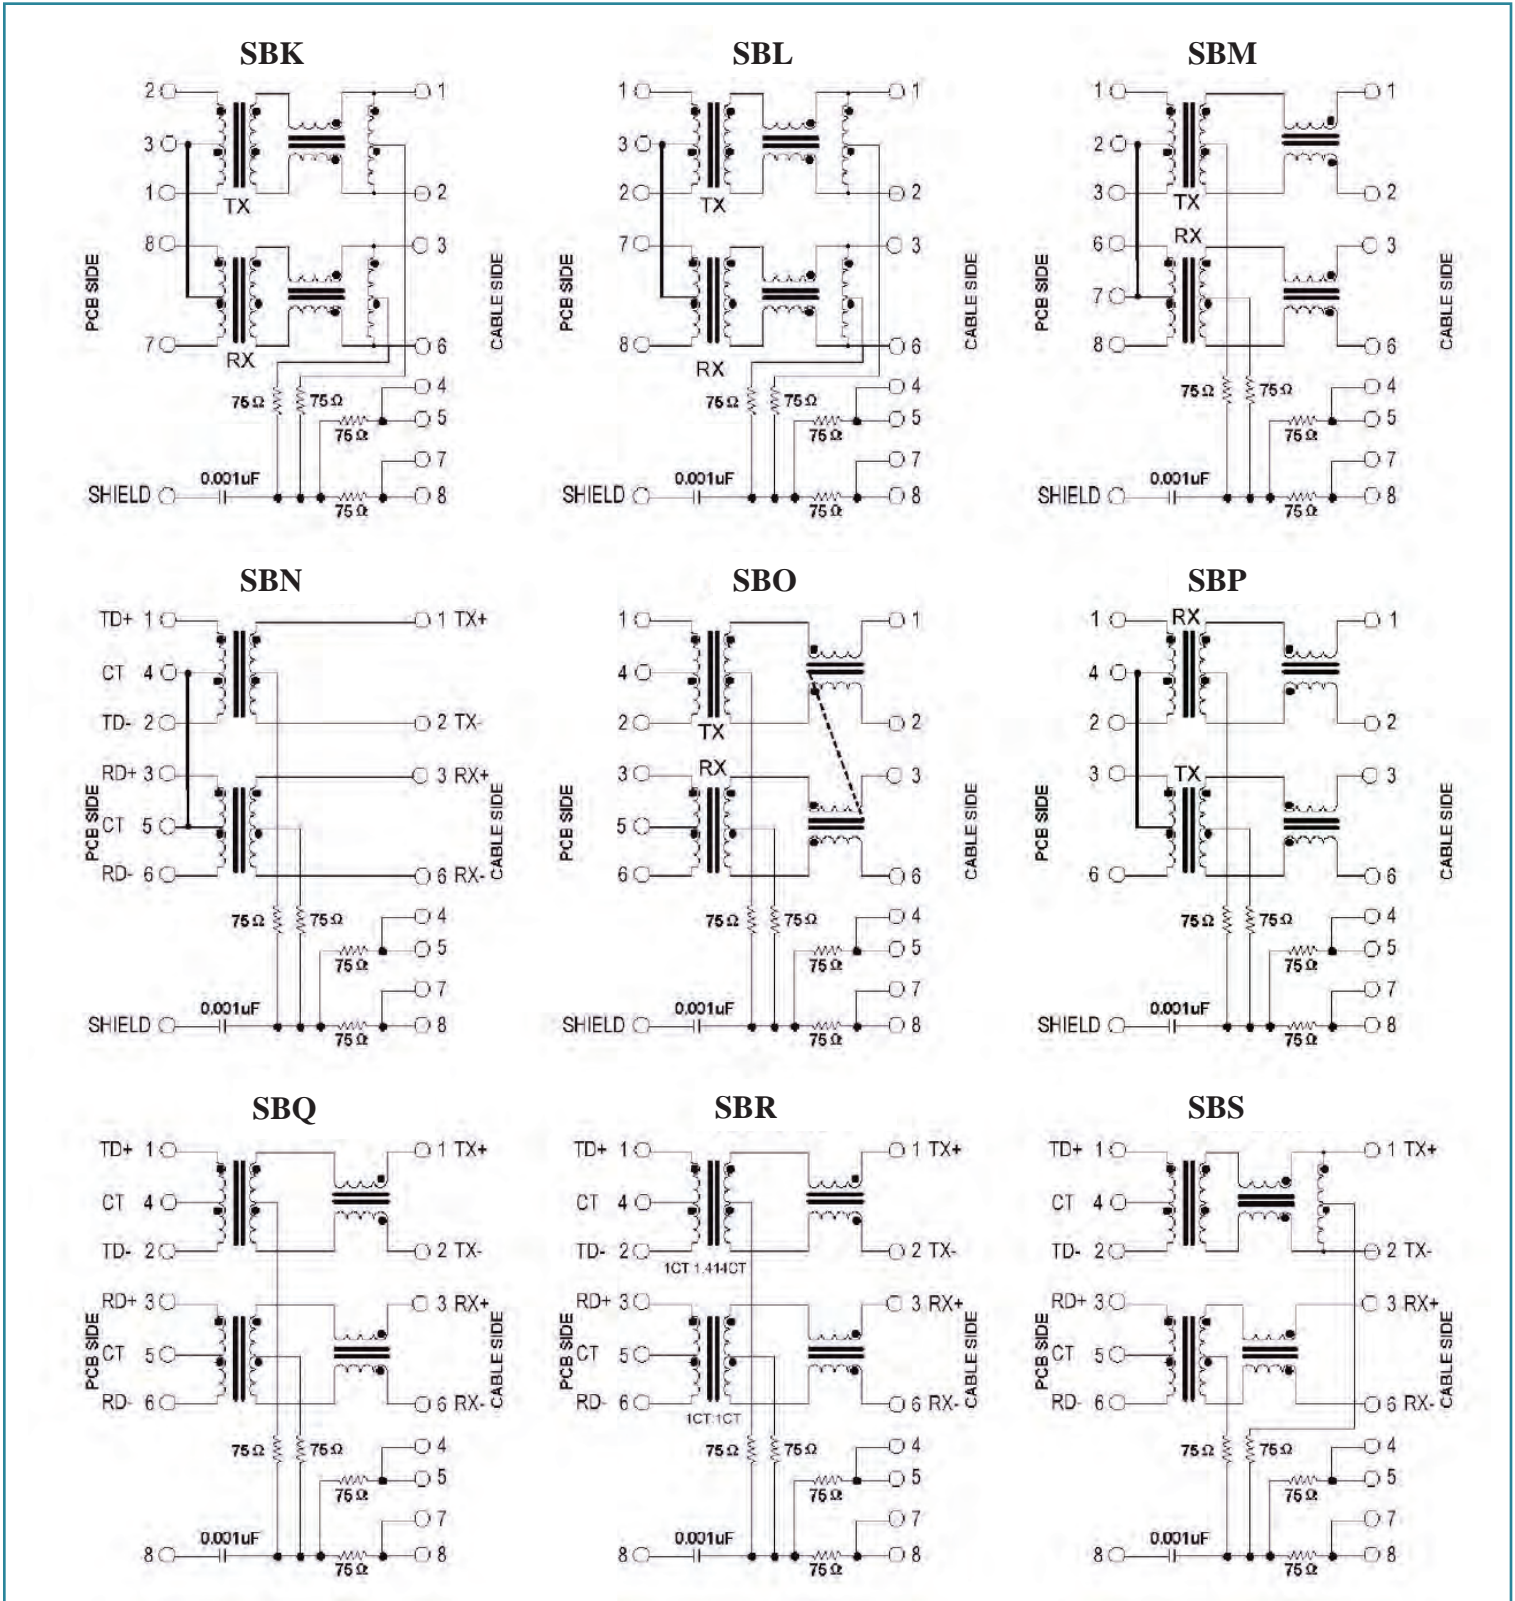 SBK
2
1
3
1
2
TX
8
3
PCB SIDE
CABLE SIDE
7
6
RX
4
75Ω
75Ω
5
75Ω
7
0.001uF
SHIELD
8
75Ω
SBL
1
1
3
2
2
TX
7
3
PCB SIDE
CABLE SIDE
8
6
RX
4
75Ω
75Ω
5
75Ω
7
0.001uF
SHIELD
8
75Ω
SBM
1
1
2
3
2
TX
RX
6
3
PCB SIDE
7
CABLE SIDE
8
6
4
75Ω
75Ω
5
75Ω
7
0.001uF
SHIELD
8
75Ω
SBN
TD+ 1
1 TX+
CT 4
TD- 2
2 TX-
RD+ 3
3 RX+
PCB SIDE
CT 5
CABLE SIDE
RD- 6
6 RX-
4
75Ω
75Ω
5
75Ω
7
0.001uF
SHIELD
8
75Ω
SBO
1
1
4
2
2
TX
RX
3
3
PCB SIDE
5
CABLE SIDE
6
6
4
75Ω
75Ω
5
75Ω
7
0.001uF
SHIELD
8
75Ω
SBP
1
RX
1
4
2
2
3
TX
3
PCB SIDE
CABLE SIDE
6
6
4
75Ω
75Ω
5
75Ω
7
0.001uF
SHIELD
8
75Ω
SBQ
TD+ 1
1 TX+
CT 4
TD- 2
2 TX-
RD+ 3
3 RX+
PCB SIDE
CT 5
CABLE SIDE
RD- 6
6 RX-
4
75Ω
75Ω
5
75Ω
7
0.001uF
8
8
75Ω
SBR
TD+ 1
1 TX+
CT 4
TD- 2
2 TX-
1CT 1.414CT
RD+ 3
3 RX+
PCB SIDE
CT 5
CABLE SIDE
RD- 6
6 RX-
1CT:1CT
4
75Ω
75Ω
5
75Ω
7
0.001uF
8
8
75Ω
SBS
TD+ 1
1 TX+
CT 4
TD- 2
2 TX-
RD+ 3
3 RX+
PCB SIDE
CT 5
CABLE SIDE
RD- 6
6 RX-
4
75Ω
75Ω
5
75Ω
7
0.001uF
8
8
75Ω